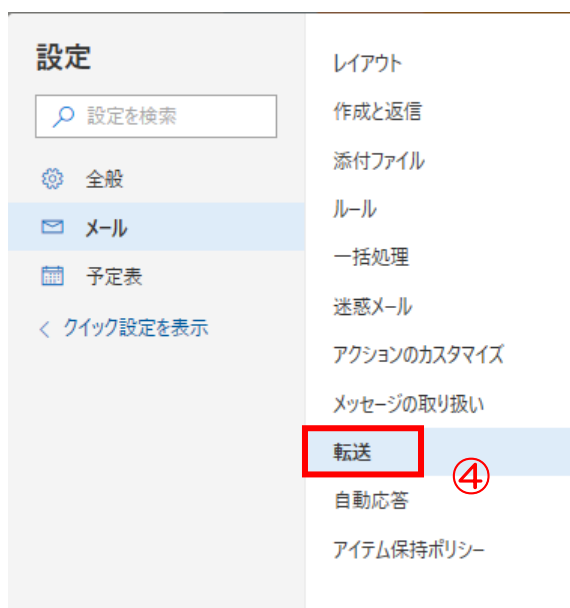 設定
設定を検索
全般
メール
予定表
クイック設定を表示
レイアウト
作成と返信
添付ファイル
ルール
一括処理
迷惑メール
アクションのカスタマイズ
メッセージの取り扱い
転送
④
自動応答
アイテム保持ポリシー